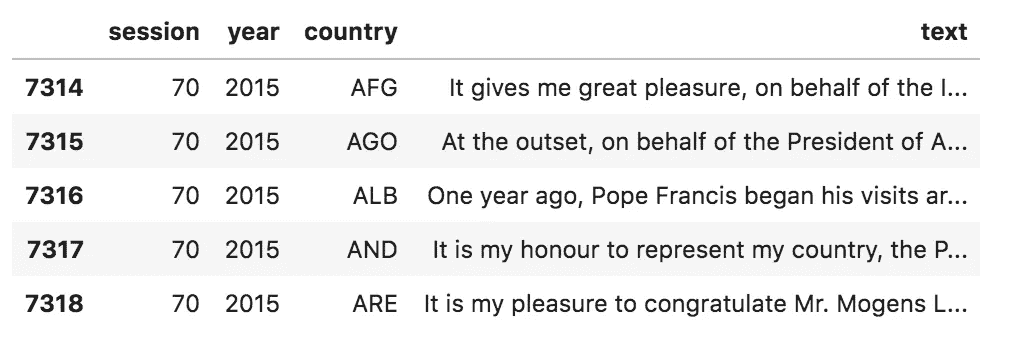 session year country text
7314 70 2015 AFG It gives me great pleasure, on behalf of the I...
7315 70 2015 AGO At the outset, on behalf of the President of A...
7316 70 2015 ALB One year ago, Pope Francis began his visits ar...
7317 70 2015 AND It is my honour to represent my country, the P...
7318 70 2015 ARE It is my pleasure to congratulate Mr. Mogens L...